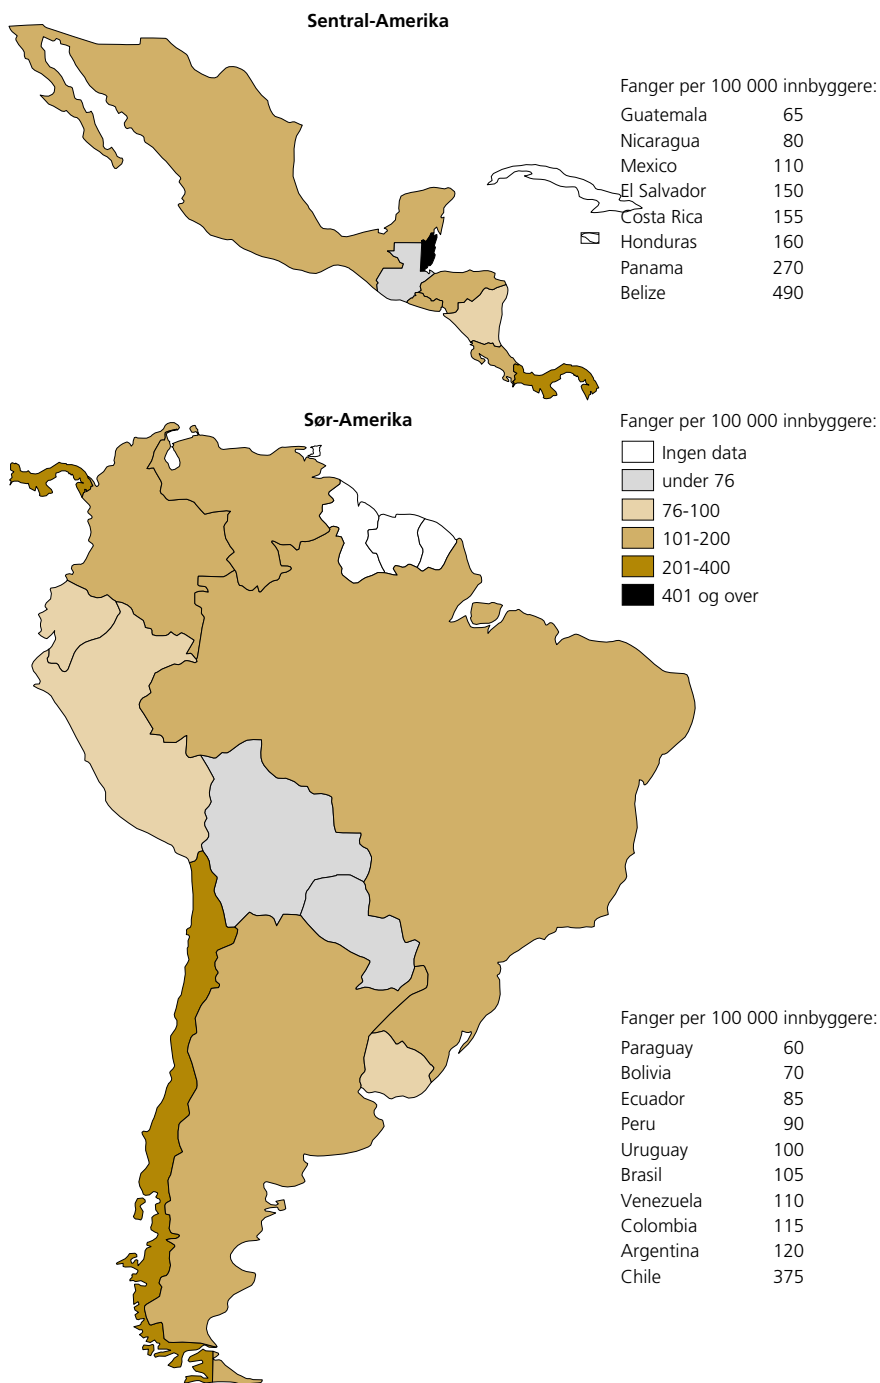 Sentral-Amerika
Fanger per 100 000 innbyggere:
Guatemala 65
Nicaragua 80
Mexico 110
El Salvador 150
Costa Rica 155
Honduras 160
Panama 270
Belize 490
Sør-Amerika
Fanger per 100 000 innbyggere:
Ingen data
under 76
76-100
101-200
201-400
401 og over
Fanger per 100 000 innbyggere:
Paraguay 60
Bolivia 70
Ecuador 85
Peru 90
Uruguay 100
Brasil 105
Venezuela 110
Colombia 115
Argentina 120
Chile 375